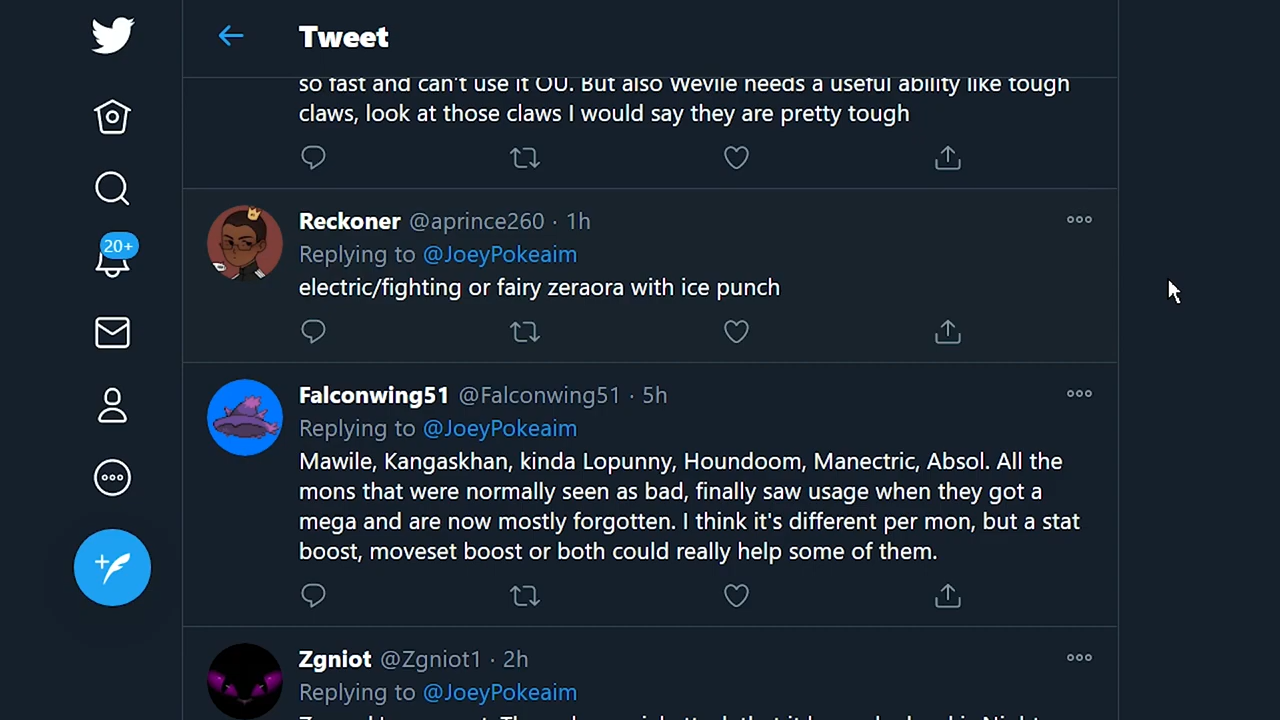 Tweet
so fast and can't use it OU. But also Wevile needs a useful ability like tough
claws, look at those claws I would say they are pretty tough
Reckoner @aprince260 · 1h
Replying to @JoeyPokeaim
electric/fighting or fairy zeraora with ice punch
20+
Falconwing51 @Falconwing51 · 5h
Replying to @JoeyPokeaim
Mawile, Kangaskhan, kinda Lopunny, Houndoom, Manectric, Absol. All the
mons that were normally seen as bad, finally saw usage when they got a
mega and are now mostly forgotten. I think it's different per mon, but a stat
boost, moveset boost or both could really help some of them.
Zgniot @Zgniot1 · 2h
Replying to @JoeyPokeaim